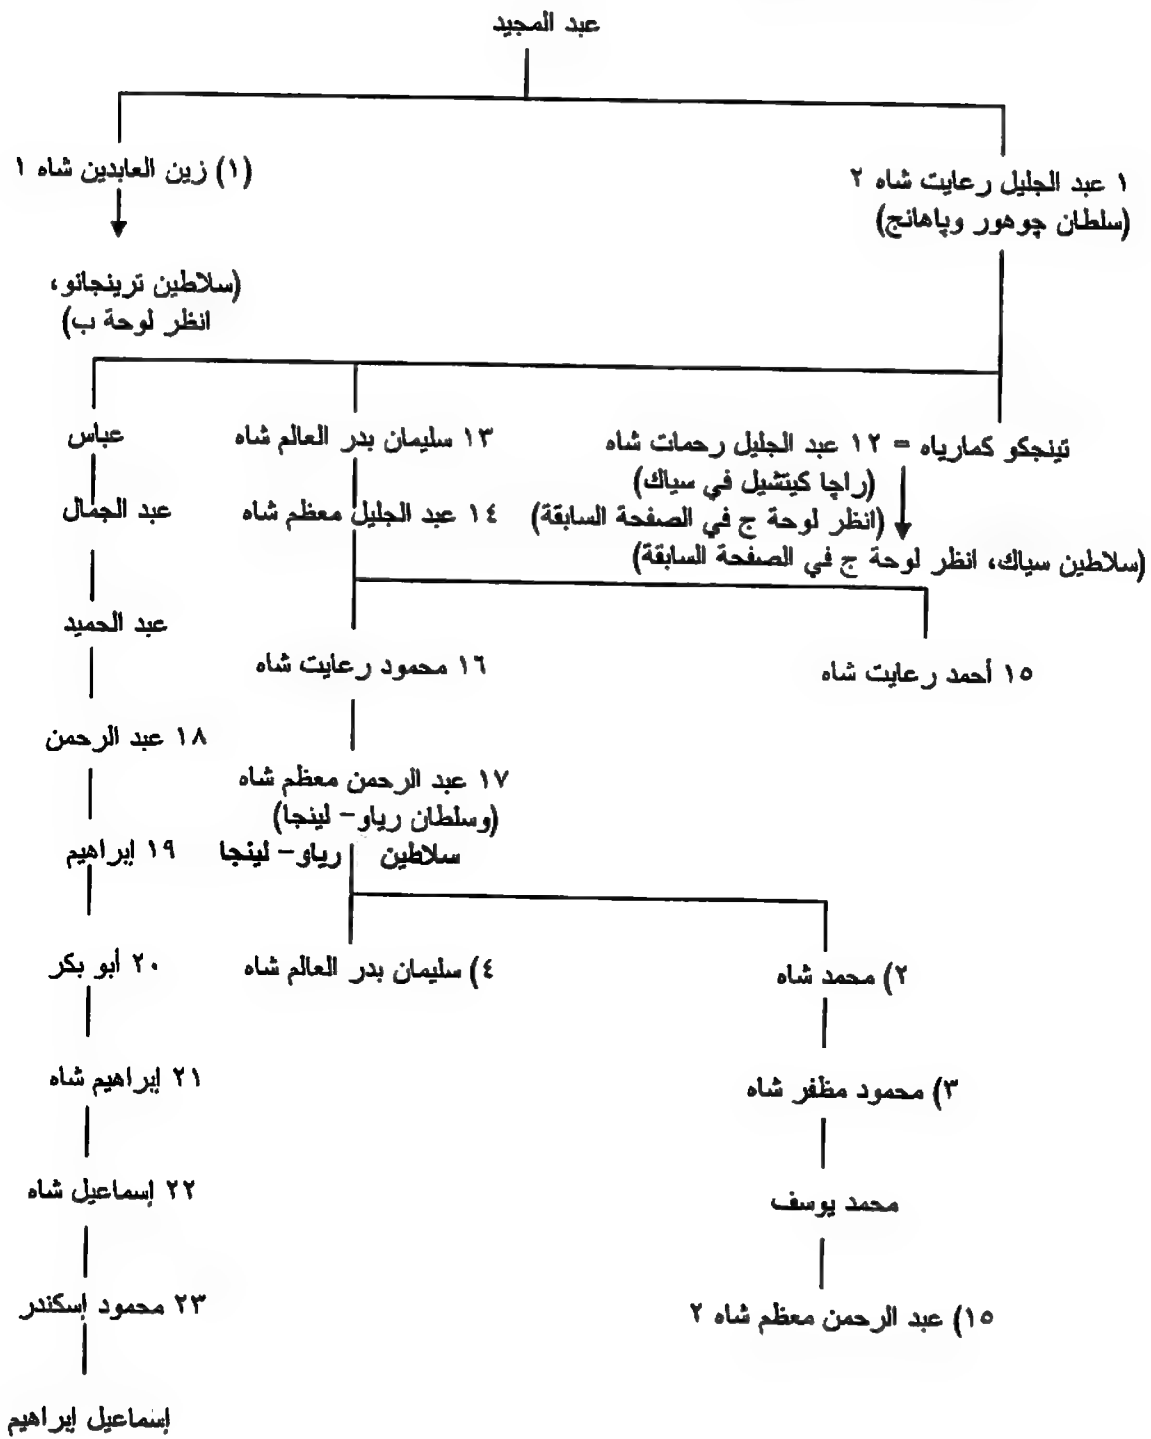 عبد المجيد
١ عبد الجليل رعايت شاه ٢
(سلطان چوهور وپاهانج)
(١) زين العابدين شاه ١
(سلاطين ترينجانو،
انظر لوحة ب)
تينجكو كمارياه = ١٢ عبد الجليل رحمات شاه
(راچا كيتشيل في سياك)
(انظر لوحة ج في الصفحة السابقة)
(سلاطين سياك، انظر لوحة ج في الصفحة السابقة)
١٣ سليمان بدر العالم شاه
١٤ عبد الجليل معظم شاه
عباس
عبد الجمال
عبد الحميد
١٥ أحمد رعايت شاه
١٦ محمود رعايت شاه
١٧ عبد الرحمن معظم شاه
(وسلطان رياو- لينجا)
سلاطين رياو- لينجا
١٨ عبد الرحمن
١٩ إبراهيم
٢) محمد شاه
٤) سليمان بدر العالم شاه
٢٠ أبو بكر
٣) محمود مظفر شاه
٢١ إبراهيم شاه
محمد يوسف
٢٢ إسماعيل شاه
١٥) عبد الرحمن معظم شاه ٢
٢٣ محمود إسكندر
إسماعيل إبراهيم